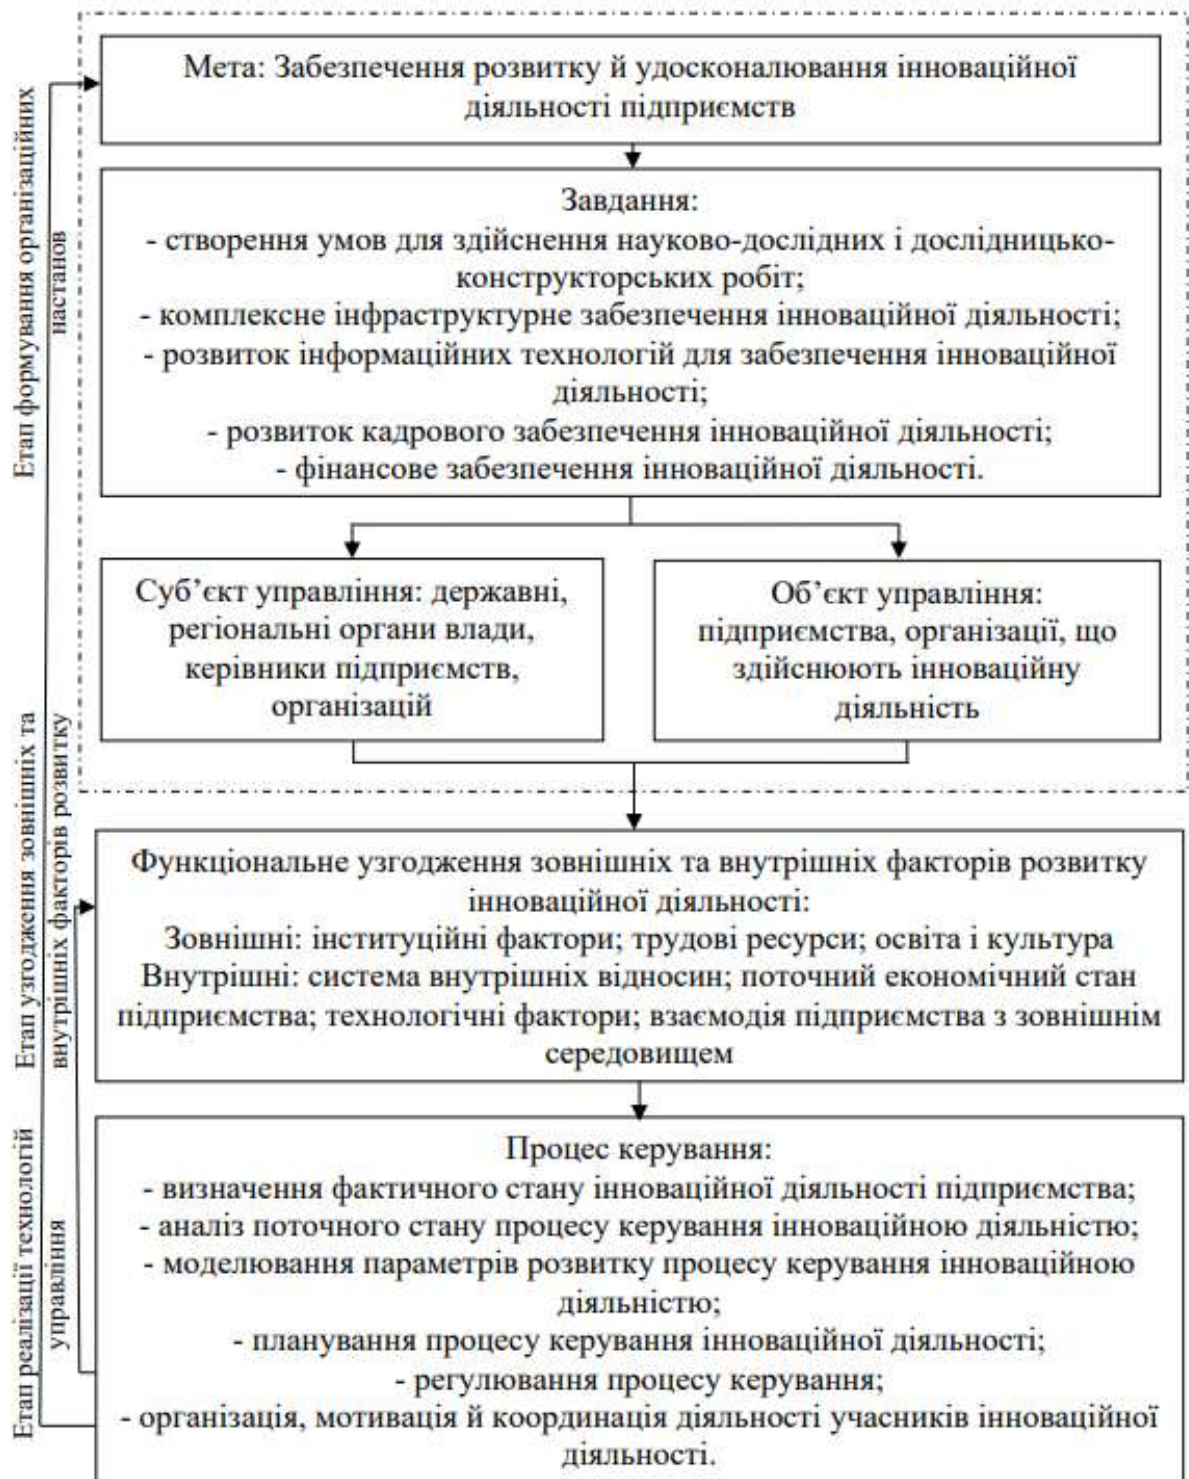 Мета: Забезпечення розвитку й удосконалювання інноваційної
діяльності підприємств
Етап формування організаційних
настанов
Завдання:
- створення умов для здійснення науково-дослідних і дослідницько-
конструкторських робіт;
- комплексне інфраструктурне забезпечення інноваційної діяльності;
- розвиток інформаційних технологій для забезпечення інноваційної
діяльності;
- розвиток кадрового забезпечення інноваційної діяльності;
- фінансове забезпечення інноваційної діяльності.
Суб’єкт управління: державні,
регіональні органи влади,
керівники підприємств,
організацій
Об’єкт управління:
підприємства, організації, що
здійснюють інноваційну
діяльність
Етап узгодження зовнішніх та
внутрішніх факторів розвитку
Функціональне узгодження зовнішніх та внутрішніх факторів розвитку
інноваційної діяльності:
Зовнішні: інституційні фактори; трудові ресурси; освіта і культура
Внутрішні: система внутрішніх відносин; поточний економічний стан
підприємства; технологічні фактори; взаємодія підприємства з зовнішнім
середовищем
Етап реалізації технологій
управління
Процес керування:
- визначення фактичного стану інноваційної діяльності підприємства;
- аналіз поточного стану процесу керування інноваційною діяльністю;
- моделювання параметрів розвитку процесу керування інноваційною
діяльністю;
- планування процесу керування інноваційної діяльності;
- регулювання процесу керування;
- організація, мотивація й координація діяльності учасників інноваційної
діяльності.